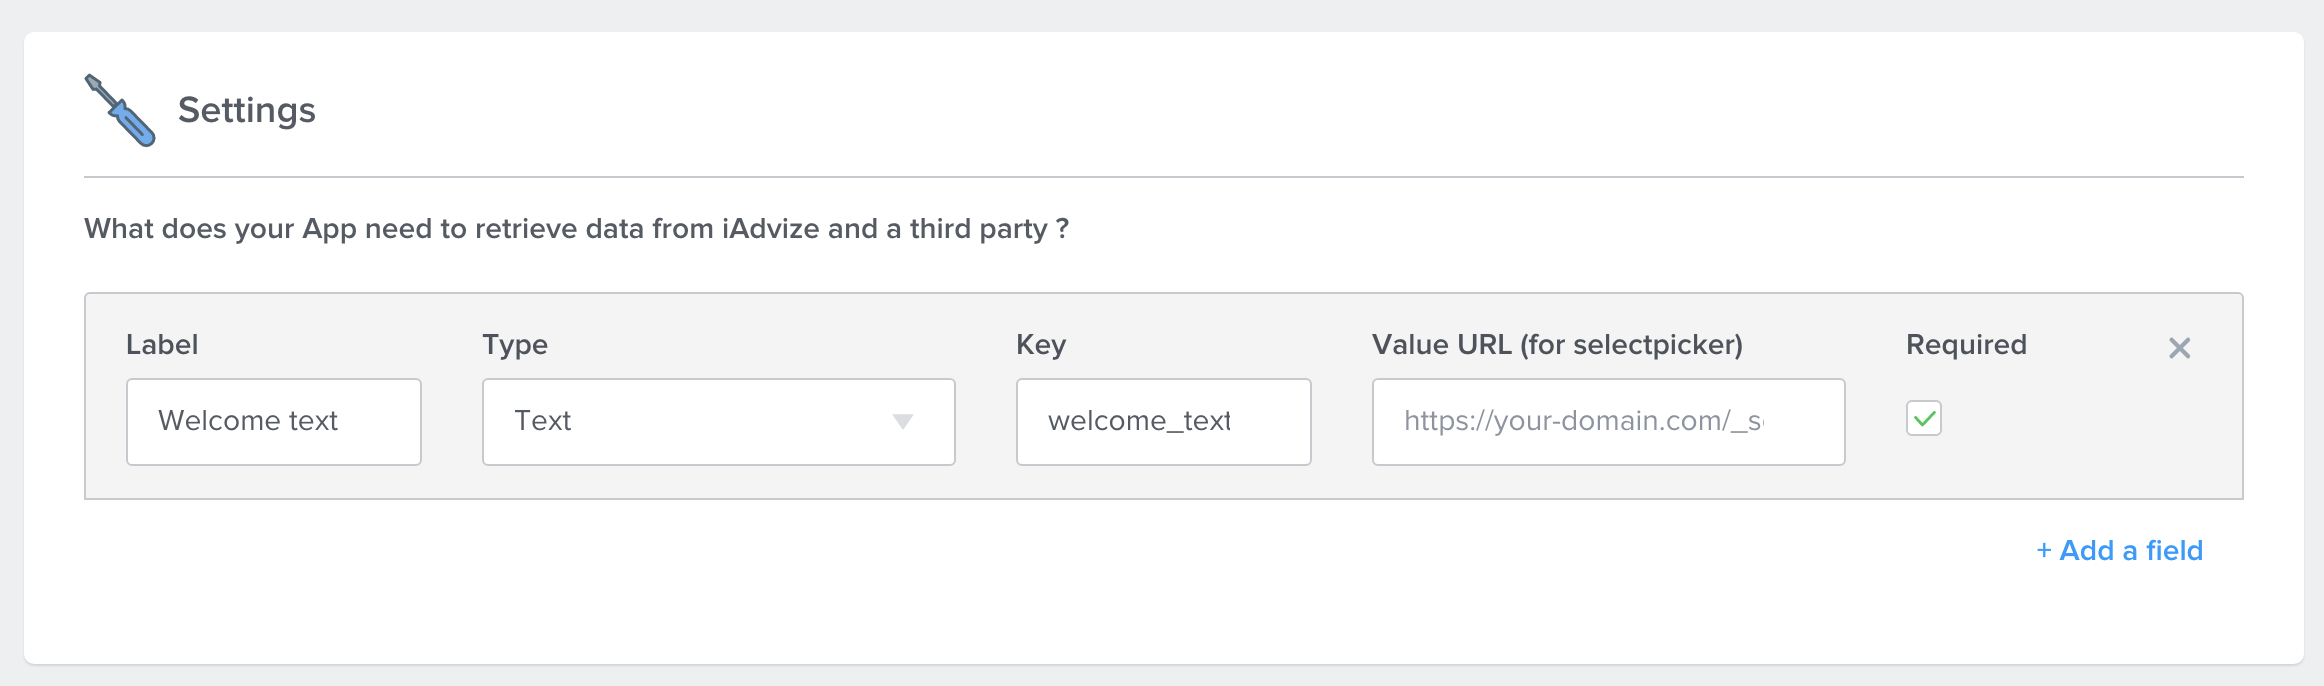 Settings
What does your App need to retrieve data from iAdvize and a third party ?
Label Type Key Value URL (for selectpicker) Required
Welcome text Text welcome_text https://your-domain.com/_s
+ Add a field